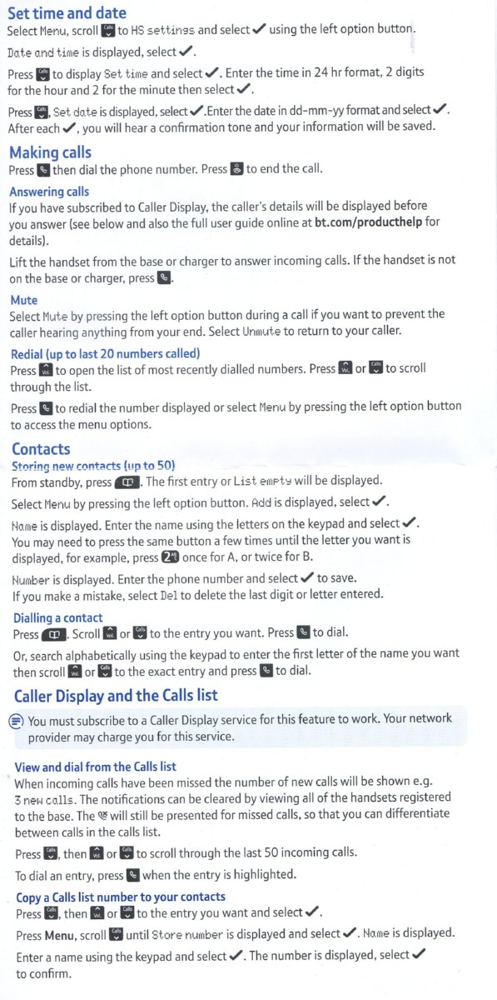 Set time and date
Select Menu, scroll Calls to HS settings and select ✓ using the left option button.
Date and time is displayed, select ✓.
Press Calls to display Set time and select ✓. Enter the time in 24 hr format, 2 digits
for the hour and 2 for the minute then select ✓.
Press Calls, Set date is displayed, select ✓.Enter the date in dd-mm-yy format and select ✓.
After each ✓, you will hear a confirmation tone and your information will be saved.
Making calls
Press then dial the phone number. Press to end the call.
Answering calls
If you have subscribed to Caller Display, the caller's details will be displayed before
you answer (see below and also the full user guide online at bt.com/producthelp for
details).
Lift the handset from the base or charger to answer incoming calls. If the handset is not
on the base or charger, press .
Mute
Select Mute by pressing the left option button during a call if you want to prevent the
caller hearing anything from your end. Select Unmute to return to your caller.
Redial (up to last 20 numbers called)
Press Vol. to open the list of most recently dialled numbers. Press Vol. or Calls to scroll
through the list.
Press to redial the number displayed or select Menu by pressing the left option button
to access the menu options.
Contacts
Storing new contacts (up to 50)
From standby, press . The first entry or List empty will be displayed.
Select Menu by pressing the left option button. Add is displayed, select ✓.
Name is displayed. Enter the name using the letters on the keypad and select ✓.
You may need to press the same button a few times until the letter you want is
displayed, for example, press 2 once for A, or twice for B.
Number is displayed. Enter the phone number and select ✓ to save.
If you make a mistake, select Del to delete the last digit or letter entered.
Dialling a contact
Press . Scroll Vol. or Calls to the entry you want. Press to dial.
Or, search alphabetically using the keypad to enter the first letter of the name you want
then scroll Vol. or Calls to the exact entry and press to dial.
Caller Display and the Calls list
You must subscribe to a Caller Display service for this feature to work. Your network
provider may charge you for this service.
View and dial from the Calls list
When incoming calls have been missed the number of new calls will be shown e.g.
3 new calls. The notifications can be cleared by viewing all of the handsets registered
to the base. The will still be presented for missed calls, so that you can differentiate
between calls in the calls list.
Press Calls, then Vol. or Calls to scroll through the last 50 incoming calls.
To dial an entry, press when the entry is highlighted.
Copy a Calls list number to your contacts
Press Calls, then Vol. or Calls to the entry you want and select ✓.
Press Menu, scroll Calls until Store number is displayed and select ✓. Name is displayed.
Enter a name using the keypad and select ✓. The number is displayed, select ✓
to confirm.